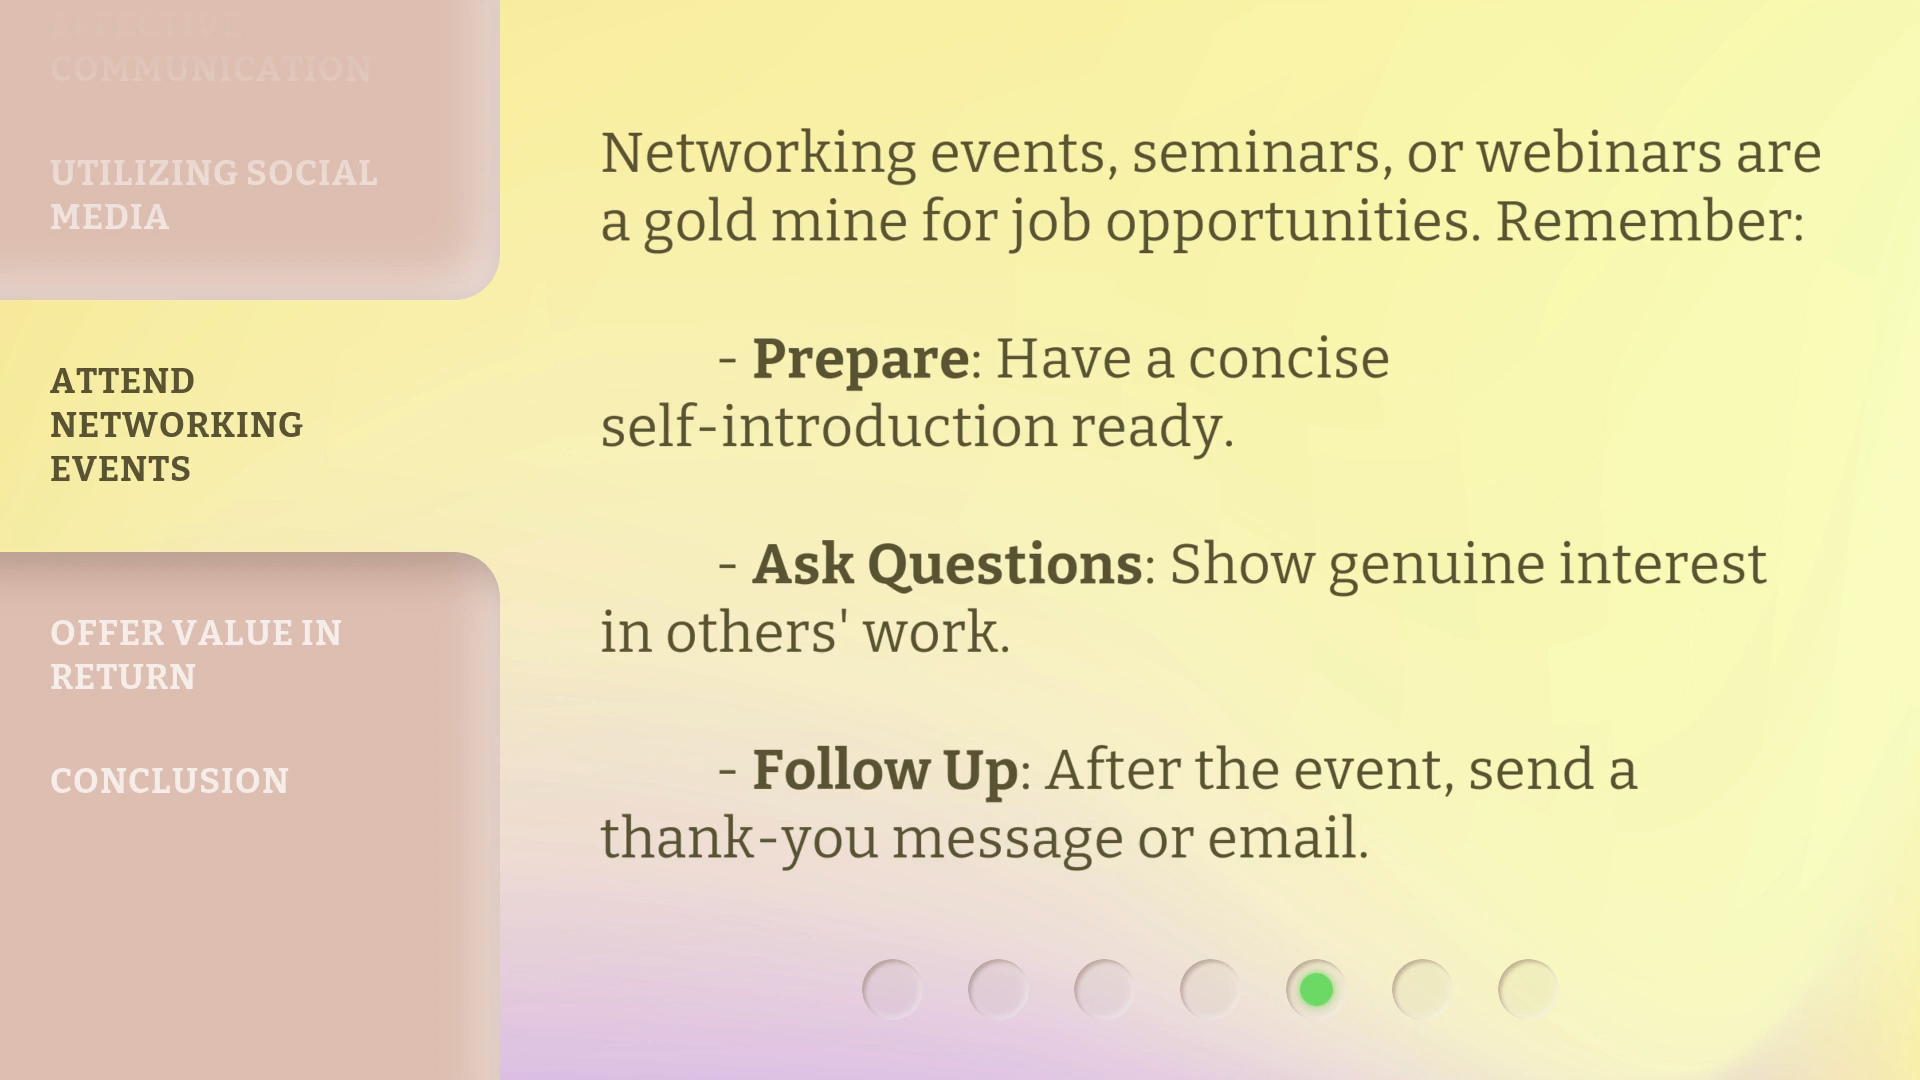 EFFECTIVE
COMMUNICATION
UTILIZING SOCIAL
MEDIA
ATTEND
NETWORKING
EVENTS
OFFER VALUE IN
RETURN
CONCLUSION
Networking events, seminars, or webinars are
a gold mine for job opportunities. Remember:
- Prepare: Have a concise
self-introduction ready.
- Ask Questions: Show genuine interest
in others' work.
- Follow Up: After the event, send a
thank-you message or email.